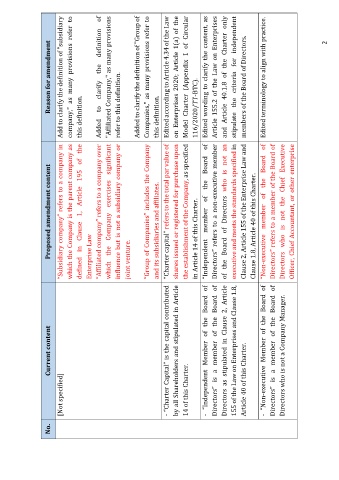 2
No.
Current content
Proposed amendment content
Reason for amendment
[Not specified]
"Subsidiary company" refers to a company in
which the Company is the parent company as
defined in Clause 1, Article 195 of the
Enterprise Law
"Affiliated company" refers to a company over
which the Company exercises significant
influence but is not a subsidiary company or
joint venture.
"Group of Companies" includes the Company
and its subsidiaries and affiliates.
Add to clarify the definition of "subsidiary
company," as many provisions refer to
this definition.
Added to clarify the definition of
"Affiliated Company," as many provisions
refer to this definition.
Added to clarify the definition of "Group of
Companies," as many provisions refer to
this definition.
- "Charter Capital" is the capital contributed
by all Shareholders and stipulated in Article
14 of this Charter.
- "Charter capital" refers to the total par value of
shares issued or registered for purchase upon
the establishment of the Company, as specified
in Article 14 of this Charter.
Edited according to Article 4.34 of the Law
on Enterprises 2020; Article 1(a) of the
Model Charter (Appendix 1 of Circular
116/2020/TT-BTC).
- "Independent Member of the Board of
Directors" is a member of the Board of
Directors as stipulated in Clause 2, Article
155 of the Law on Enterprises and Clause 1.8,
Article 40 of this Charter.
- "Independent member of the Board of
Directors" refers to a non-executive member
of the Board of Directors who is not an
executive and meets the standards specified in
Clause 2, Article 155 of the Enterprise Law and
Clause 1.8, Article 40 of this Charter.
Edited wording to clarify the content, as
Article 155.2 of the Law on Enterprises
and Article 40.1.8 of the Charter only
stipulate the criteria for independent
members of the Board of Directors.
- "Non-executive Member of the Board of
Directors" is a member of the Board of
Directors who is not a Company Manager.
"Non-executive member of the Board of
Directors" refers to a member of the Board of
Directors who is not the Chief Executive
Officer, Chief Accountant, or other enterprise
Edited terminology to align with practice.